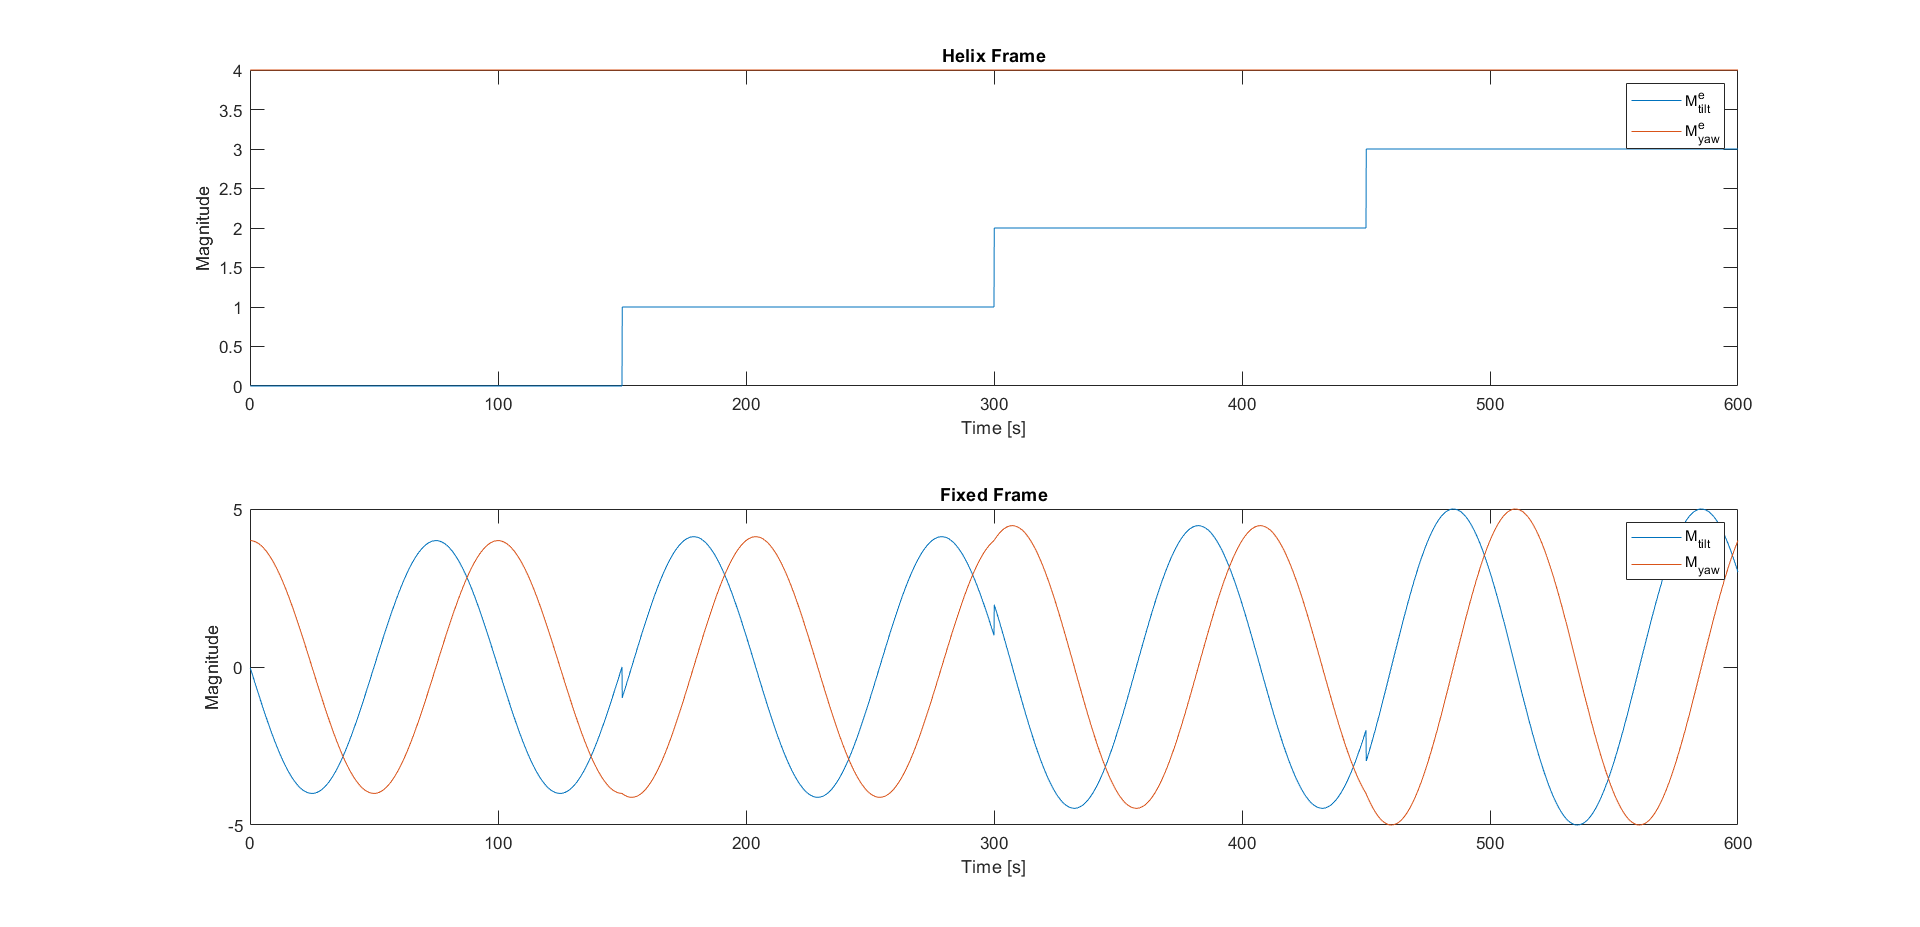 Helix Frame
Magnitude
4
3.5
3
2.5
2
1.5
1
0.5
0
0 100 200 300 400 500 600
Time [s]
M^e_tilt
M^e_yaw
Fixed Frame
Magnitude
5
0
-5
0 100 200 300 400 500 600
Time [s]
M_tilt
M_yaw